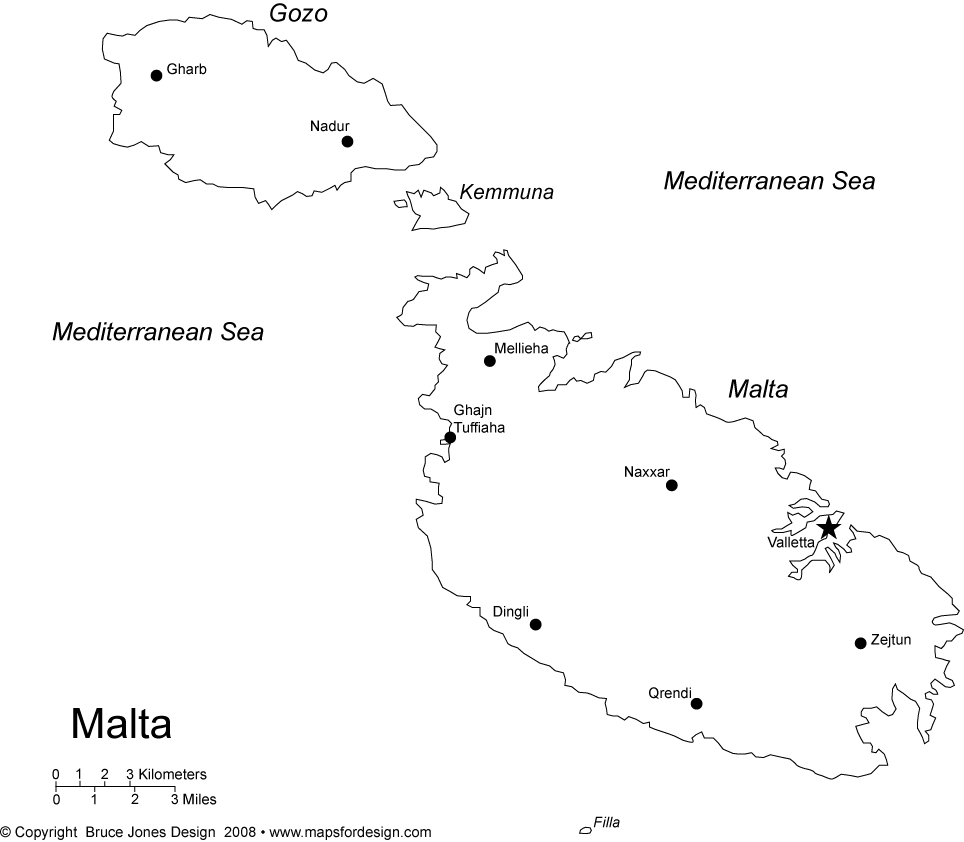 Gozo
Gharb
Nadur
Mediterranean Sea
Kemmuna
Mediterranean Sea
Mellieha
Malta
Ghajn
Tuffiaha
Naxxar
Valletta
Dingli
Zejtun
Qrendi
Malta
0 1 2 3 Kilometers
0 1 2 3 Miles
Filla
© Copyright Bruce Jones Design 2008 • www.mapsfordesign.com